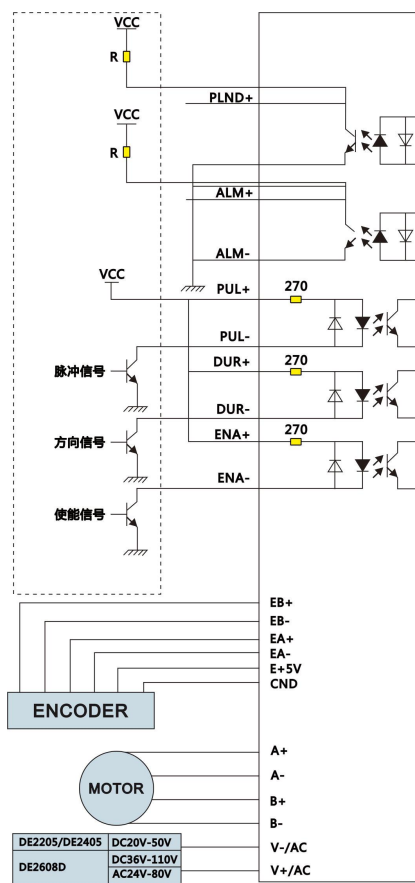 VCC
R
PLND+
VCC
R
ALM+
ALM-
VCC
PUL+
270
PUL-
脉冲信号
DUR+
270
DUR-
方向信号
ENA+
270
ENA-
使能信号
EB+
EB-
EA+
EA-
E+5V
CND
ENCODER
A+
A-
B+
B-
MOTOR
DE2205/DE2405 DC20V-50V V-/AC
DE2608D DC36V-110V
AC24V-80V V+/AC